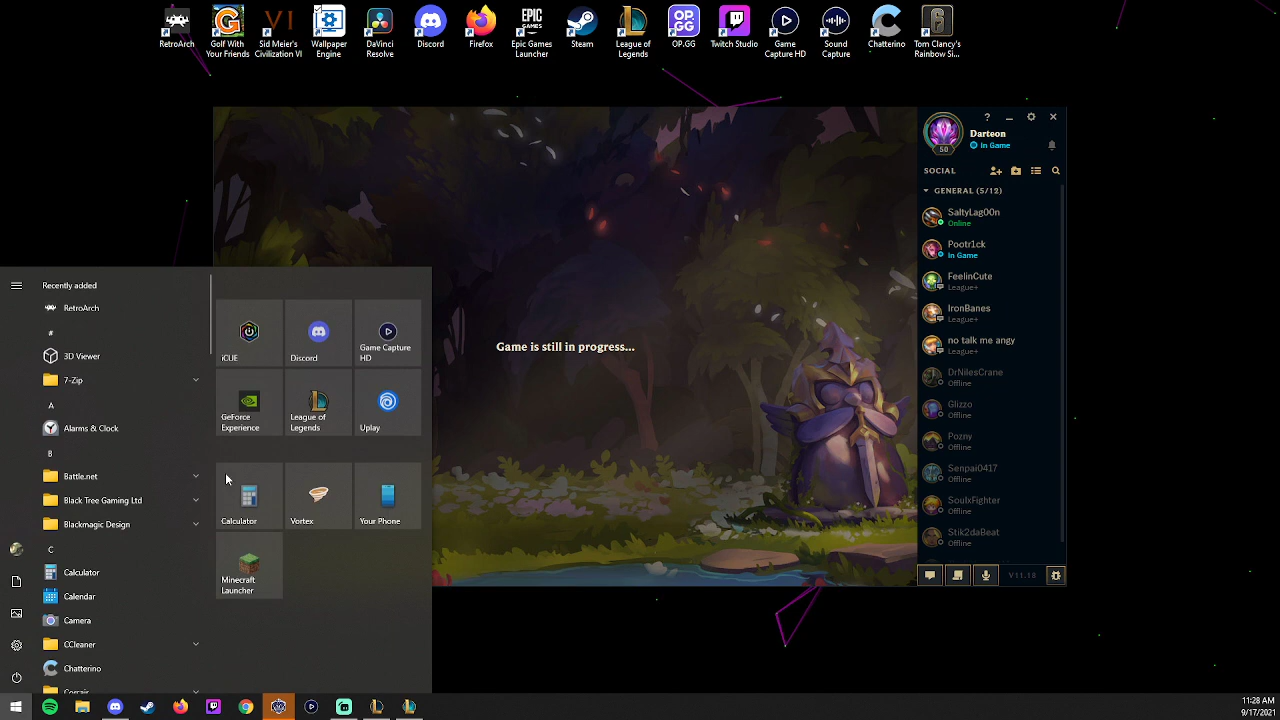 RetroArch
Golf With
Your Friends
Sid Meier's
Civilization VI
Wallpaper
Engine
DaVinci
Resolve
Discord
Firefox
EPIC
GAMES
Epic Games
Launcher
Steam
League of
Legends
OP.
GG
OP.GG
Twitch Studio
Game
Capture HD
Sound
Capture
Chatterino
Tom Clancy's
Rainbow Si...
Darteon
50
In Game
SOCIAL
GENERAL (5/12)
SaltyLag00n
Online
Pootr1ck
In Game
FeelinCute
League+
IronBanes
League+
no talk me angy
League+
DrNilesCrane
Offline
Glizzo
Offline
Pozny
Offline
Senpai0417
Offline
SoulxFighter
Offline
Stik2daBeat
Offline
V11.18
Game is still in progress...
Recently added
RetroArch
#
3D Viewer
7-Zip
A
Alarms & Clock
B
Battle.net
Black Tree Gaming Ltd
Blackmagic Design
C
Calculator
Calendar
Camera
CCleaner
Chatterino
Corsair
iCUE
Discord
Game Capture
HD
GeForce
Experience
League of
Legends
Uplay
Calculator
Vortex
Your Phone
Minecraft
Launcher
11:28 AM
9/17/2021